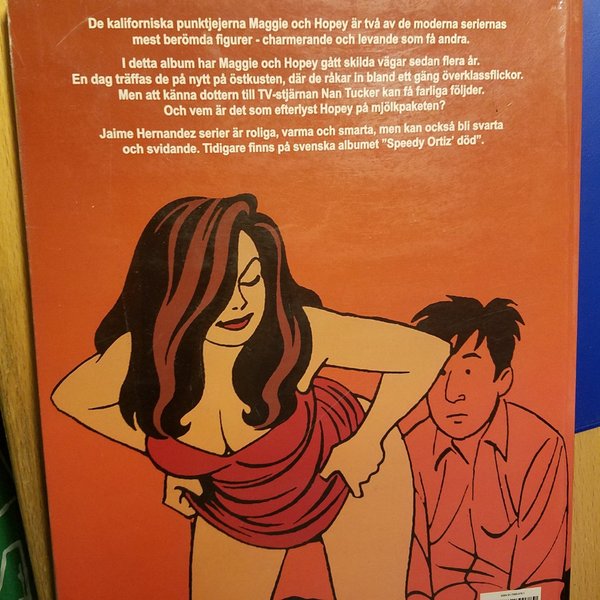 De kaliforniska punktjejerna Maggie och Hopey är två av de moderna seriernas
mest berömda figurer - charmerande och levande som få andra.
I detta album har Maggie och Hopey gått skilda vägar sedan flera år.
En dag träffas de på nytt på östkusten, där de råkar in bland ett gäng överklassflickor.
Men att känna dottern till TV-stjärnan Nan Tucker kan få farliga följder.
Och vem är det som efterlyst Hopey på mjölkpaketen?
Jaime Hernandez serier är roliga, varma och smarta, men kan också bli svarta
och svidande. Tidigare finns på svenska albumet "Speedy Ortiz' död".